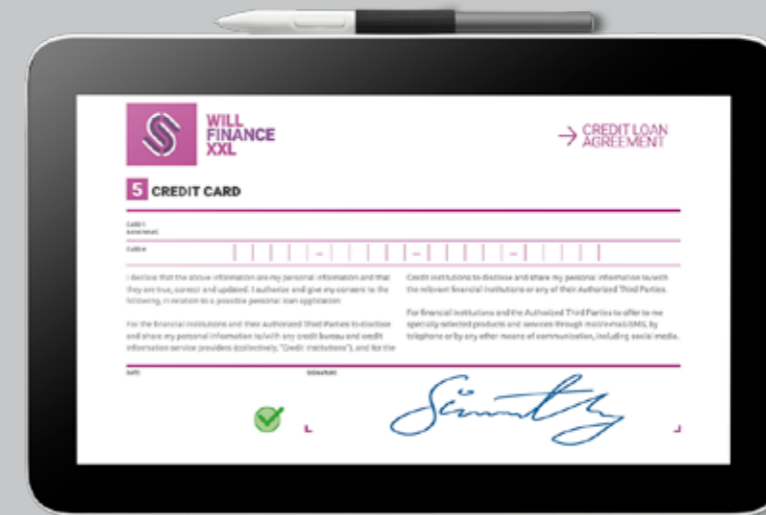 WILL
FINANCE
XXL
CREDIT LOAN
AGREEMENT
5 CREDIT CARD
CARD #
I declare that the above information are my personal information and that
they are true, correct and updated. I authorize and give my consent to the
following, in relation to a possible personal loan application:
For the financial institutions and their Authorized Third Parties to disclose
and share my personal information to/with any credit bureau and credit
information service providers (collectively, "Credit Institutions"), and for the
Credit institutions to disclose and share my personal information to/with
the relevant financial institutions or any of their Authorized Third Parties.
For financial institutions and the Authorized Third Parties to offer to me
specially-selected products and services through mail/e-mail/SMS, by
telephone or by any other means of communication, including social media.
DATE
SIGNATURE